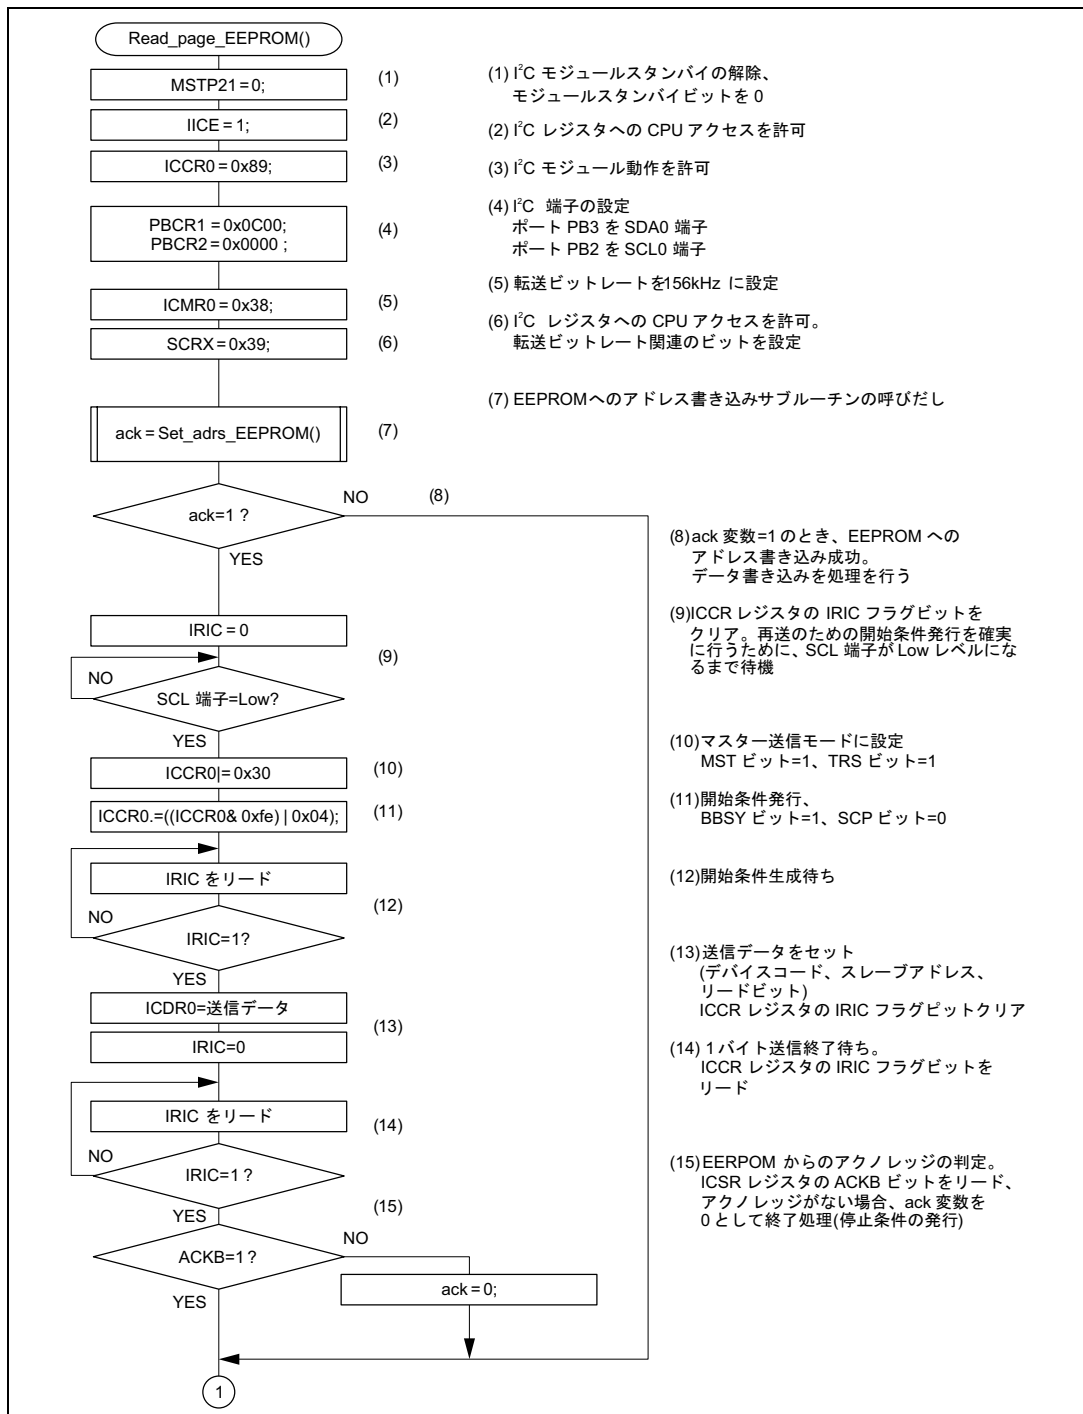 Read_page_EEPROM()
MSTP21=0;
(1)
IICE=1;
(2)
ICCR0=0x89;
(3)
PBCR1=0x0C00;
PBCR2=0x0000 ;
(4)
ICMR0=0x38;
(5)
SCRX=0x39;
(6)
ack=Set_adrs_EEPROM()
(7)
ack=1 ?
NO
(8)
YES
IRIC=0
(9)
NO
SCL 端子=Low?
YES
ICCR0|=0x30
(10)
ICCR0.=((ICCR0& 0xfe) | 0x04);
(11)
IRIC をリード
(12)
NO
IRIC=1?
YES
ICDR0=送信データ
(13)
IRIC=0
IRIC をリード
(14)
NO
IRIC=1 ?
YES
(15)
ACKB=1 ?
NO
ack=0;
YES
1
(1) I²C モジュールスタンバイの解除、
モジュールスタンバイビットを 0
(2) I²C レジスタへの CPU アクセスを許可
(3) I²C モジュール動作を許可
(4) I²C 端子の設定
ポート PB3 を SDA0 端子
ポート PB2 を SCL0 端子
(5) 転送ビットレートを156kHz に設定
(6) I²C レジスタへの CPU アクセスを許可。
転送ビットレート関連のビットを設定
(7) EEPROMへのアドレス書き込みサブルーチンの呼びだし
(8) ack 変数=1 のとき、EEPROM への
アドレス書き込み成功。
データ書き込みを処理を行う
(9)ICCR レジスタの IRIC フラグビットを
クリア。再送のための開始条件発行を確実
に行うために、SCL 端子が Low レベルにな
るまで待機
(10)マスター送信モードに設定
MST ビット=1、TRS ビット=1
(11)開始条件発行、
BBSY ビット=1、SCP ビット=0
(12)開始条件生成待ち
(13)送信データをセット
(デバイスコード、スレーブアドレス、
リードビット)
ICCR レジスタの IRIC フラグビットクリア
(14) 1バイト送信終了待ち。
ICCR レジスタの IRIC フラグビットを
リード
(15)EERPOM からのアクノレッジの判定。
ICSR レジスタの ACKB ビットをリード、
アクノレッジがない場合、ack 変数を
0 として終了処理(停止条件の発行)